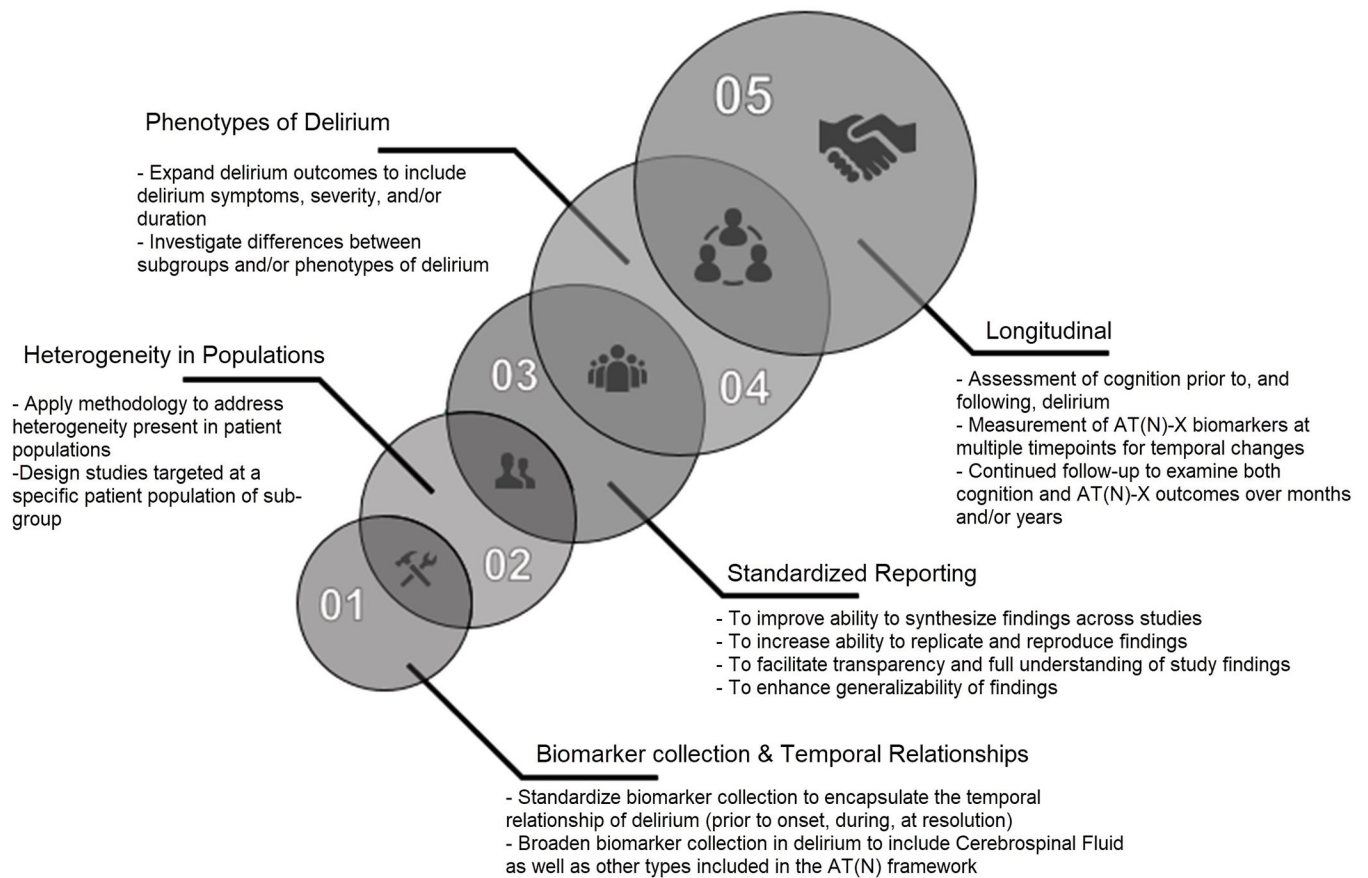 05
Phenotypes of Delirium
- Expand delirium outcomes to include
delirium symptoms, severity, and/or
duration
- Investigate differences between
subgroups and/or phenotypes of delirium
Longitudinal
- Assessment of cognition prior to, and
following, delirium
- Measurement of AT(N)-X biomarkers at
multiple timepoints for temporal changes
- Continued follow-up to examine both
cognition and AT(N)-X outcomes over months
and/or years
04
Heterogeneity in Populations
- Apply methodology to address
heterogeneity present in patient
populations
-Design studies targeted at a
specific patient population of sub-
group
03
02
Standardized Reporting
- To improve ability to synthesize findings across studies
- To increase ability to replicate and reproduce findings
- To facilitate transparency and full understanding of study findings
- To enhance generalizability of findings
01
Biomarker collection & Temporal Relationships
- Standardize biomarker collection to encapsulate the temporal
relationship of delirium (prior to onset, during, at resolution)
- Broaden biomarker collection in delirium to include Cerebrospinal Fluid
as well as other types included in the AT(N) framework